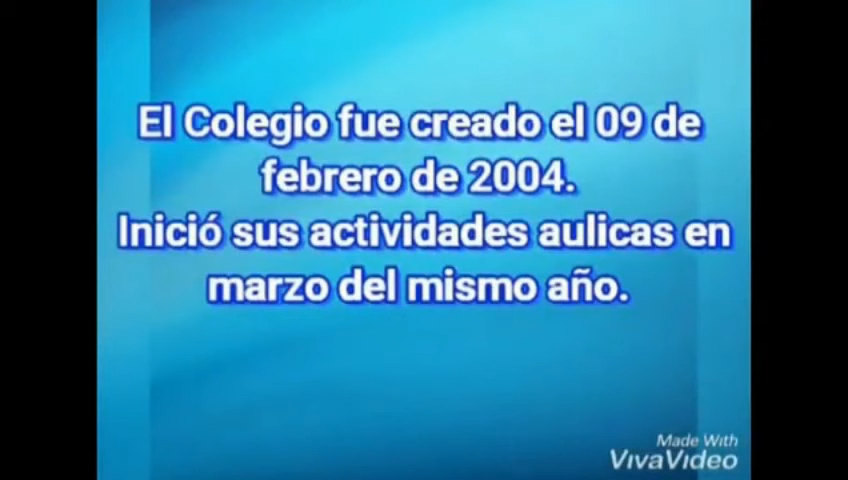 El Colegio fue creado el 09 de
febrero de 2004.
Inició sus actividades aulicas en
marzo del mismo año.
Made With
VivaVideo